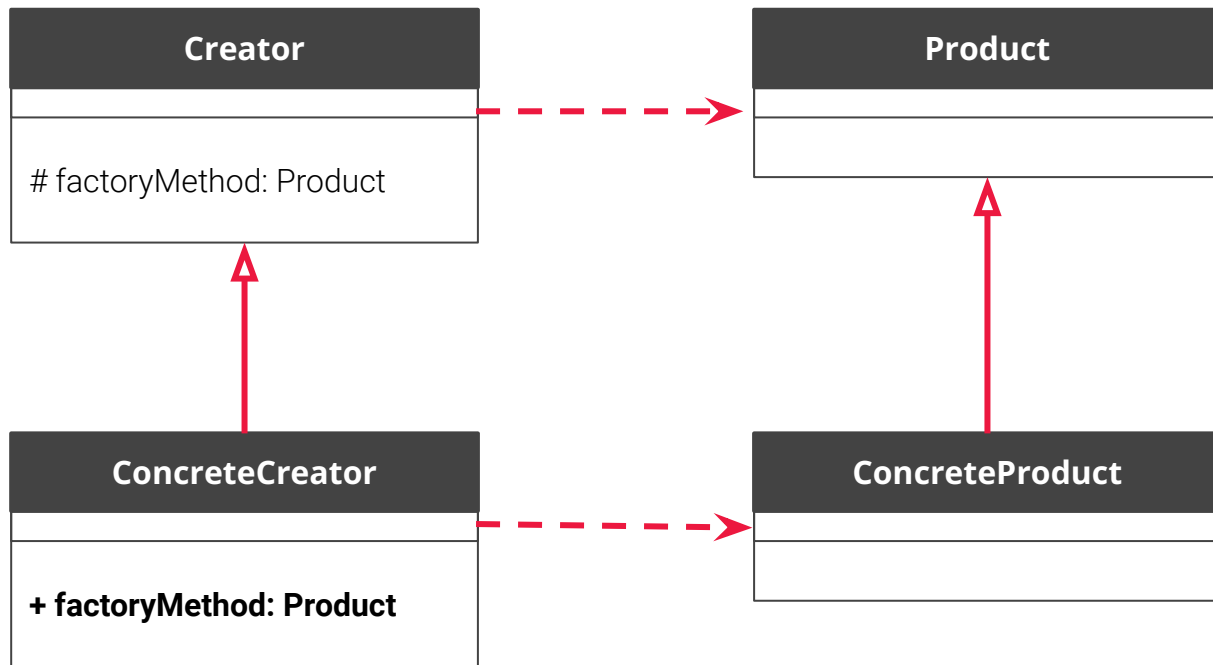 Creator
Product
# factoryMethod: Product
ConcreteCreator
ConcreteProduct
+ factoryMethod: Product